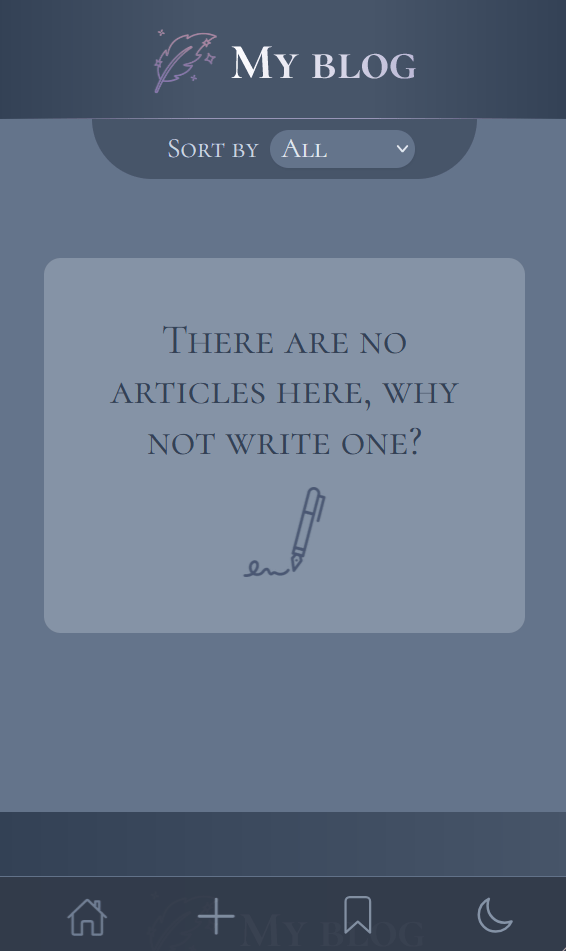 My blog
Sort by All
There are no
articles here, why
not write one?
My blog